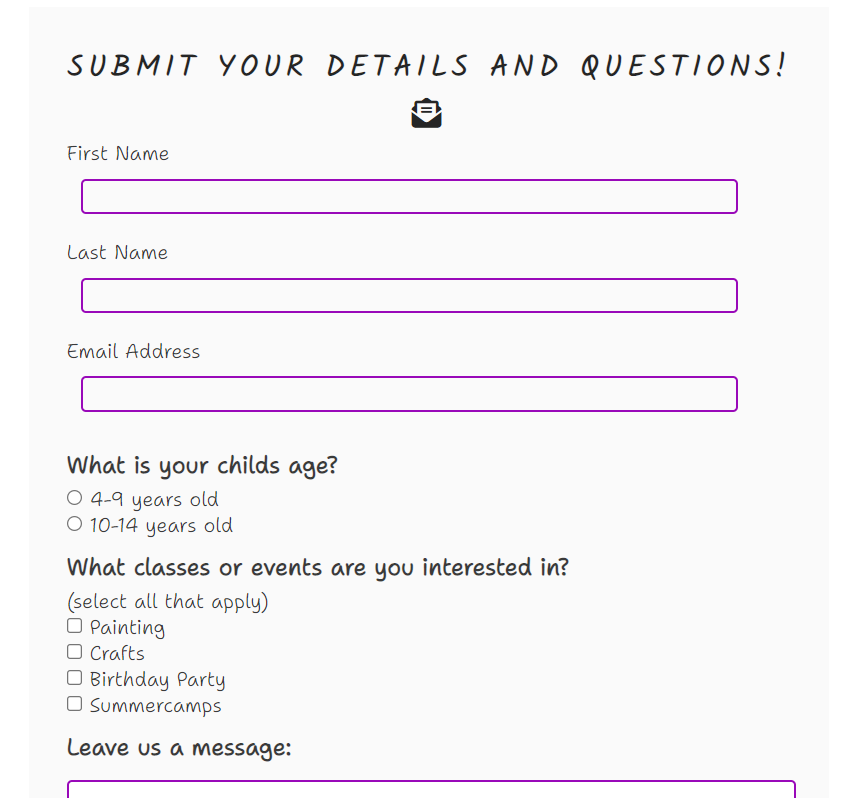 SUBMIT YOUR DETAILS AND QUESTIONS!
First Name
Last Name
Email Address
What is your childs age?
4-9 years old
10-14 years old
What classes or events are you interested in?
(select all that apply)
Painting
Crafts
Birthday Party
Summercamps
Leave us a message: